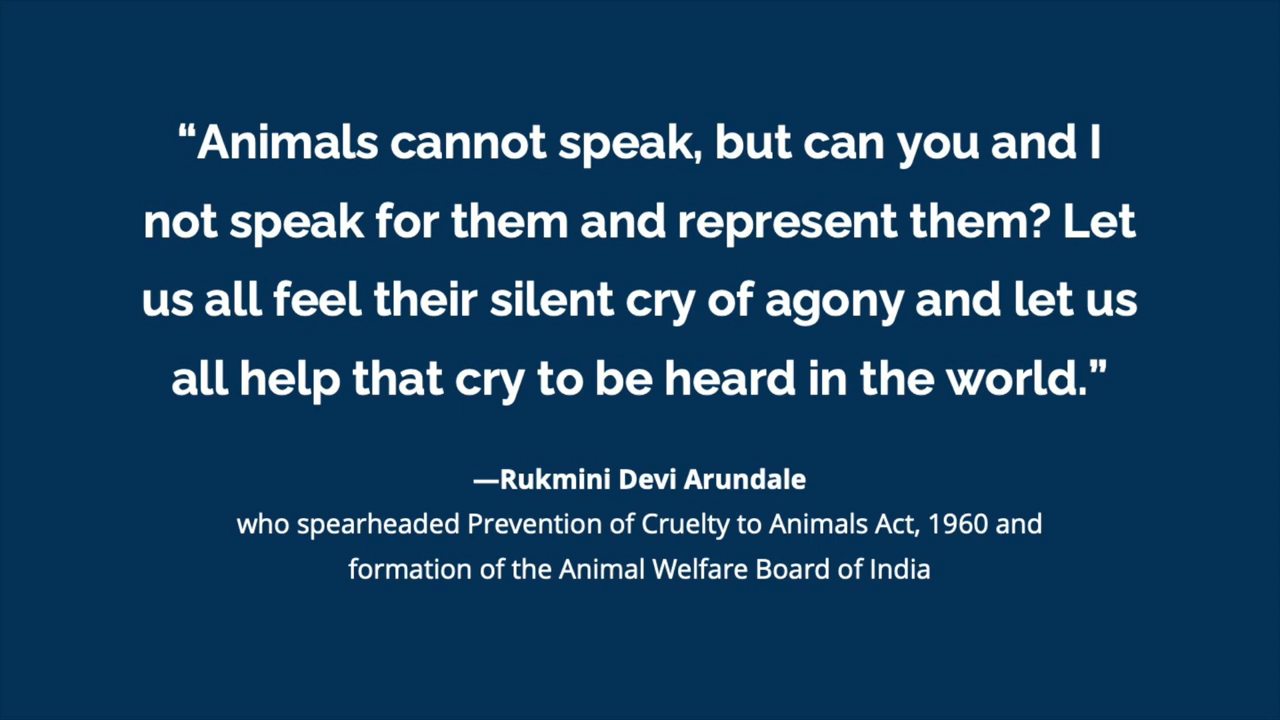 “Animals cannot speak, but can you and I
not speak for them and represent them? Let
us all feel their silent cry of agony and let us
all help that cry to be heard in the world.”
—Rukmini Devi Arundale
who spearheaded Prevention of Cruelty to Animals Act, 1960 and
formation of the Animal Welfare Board of India